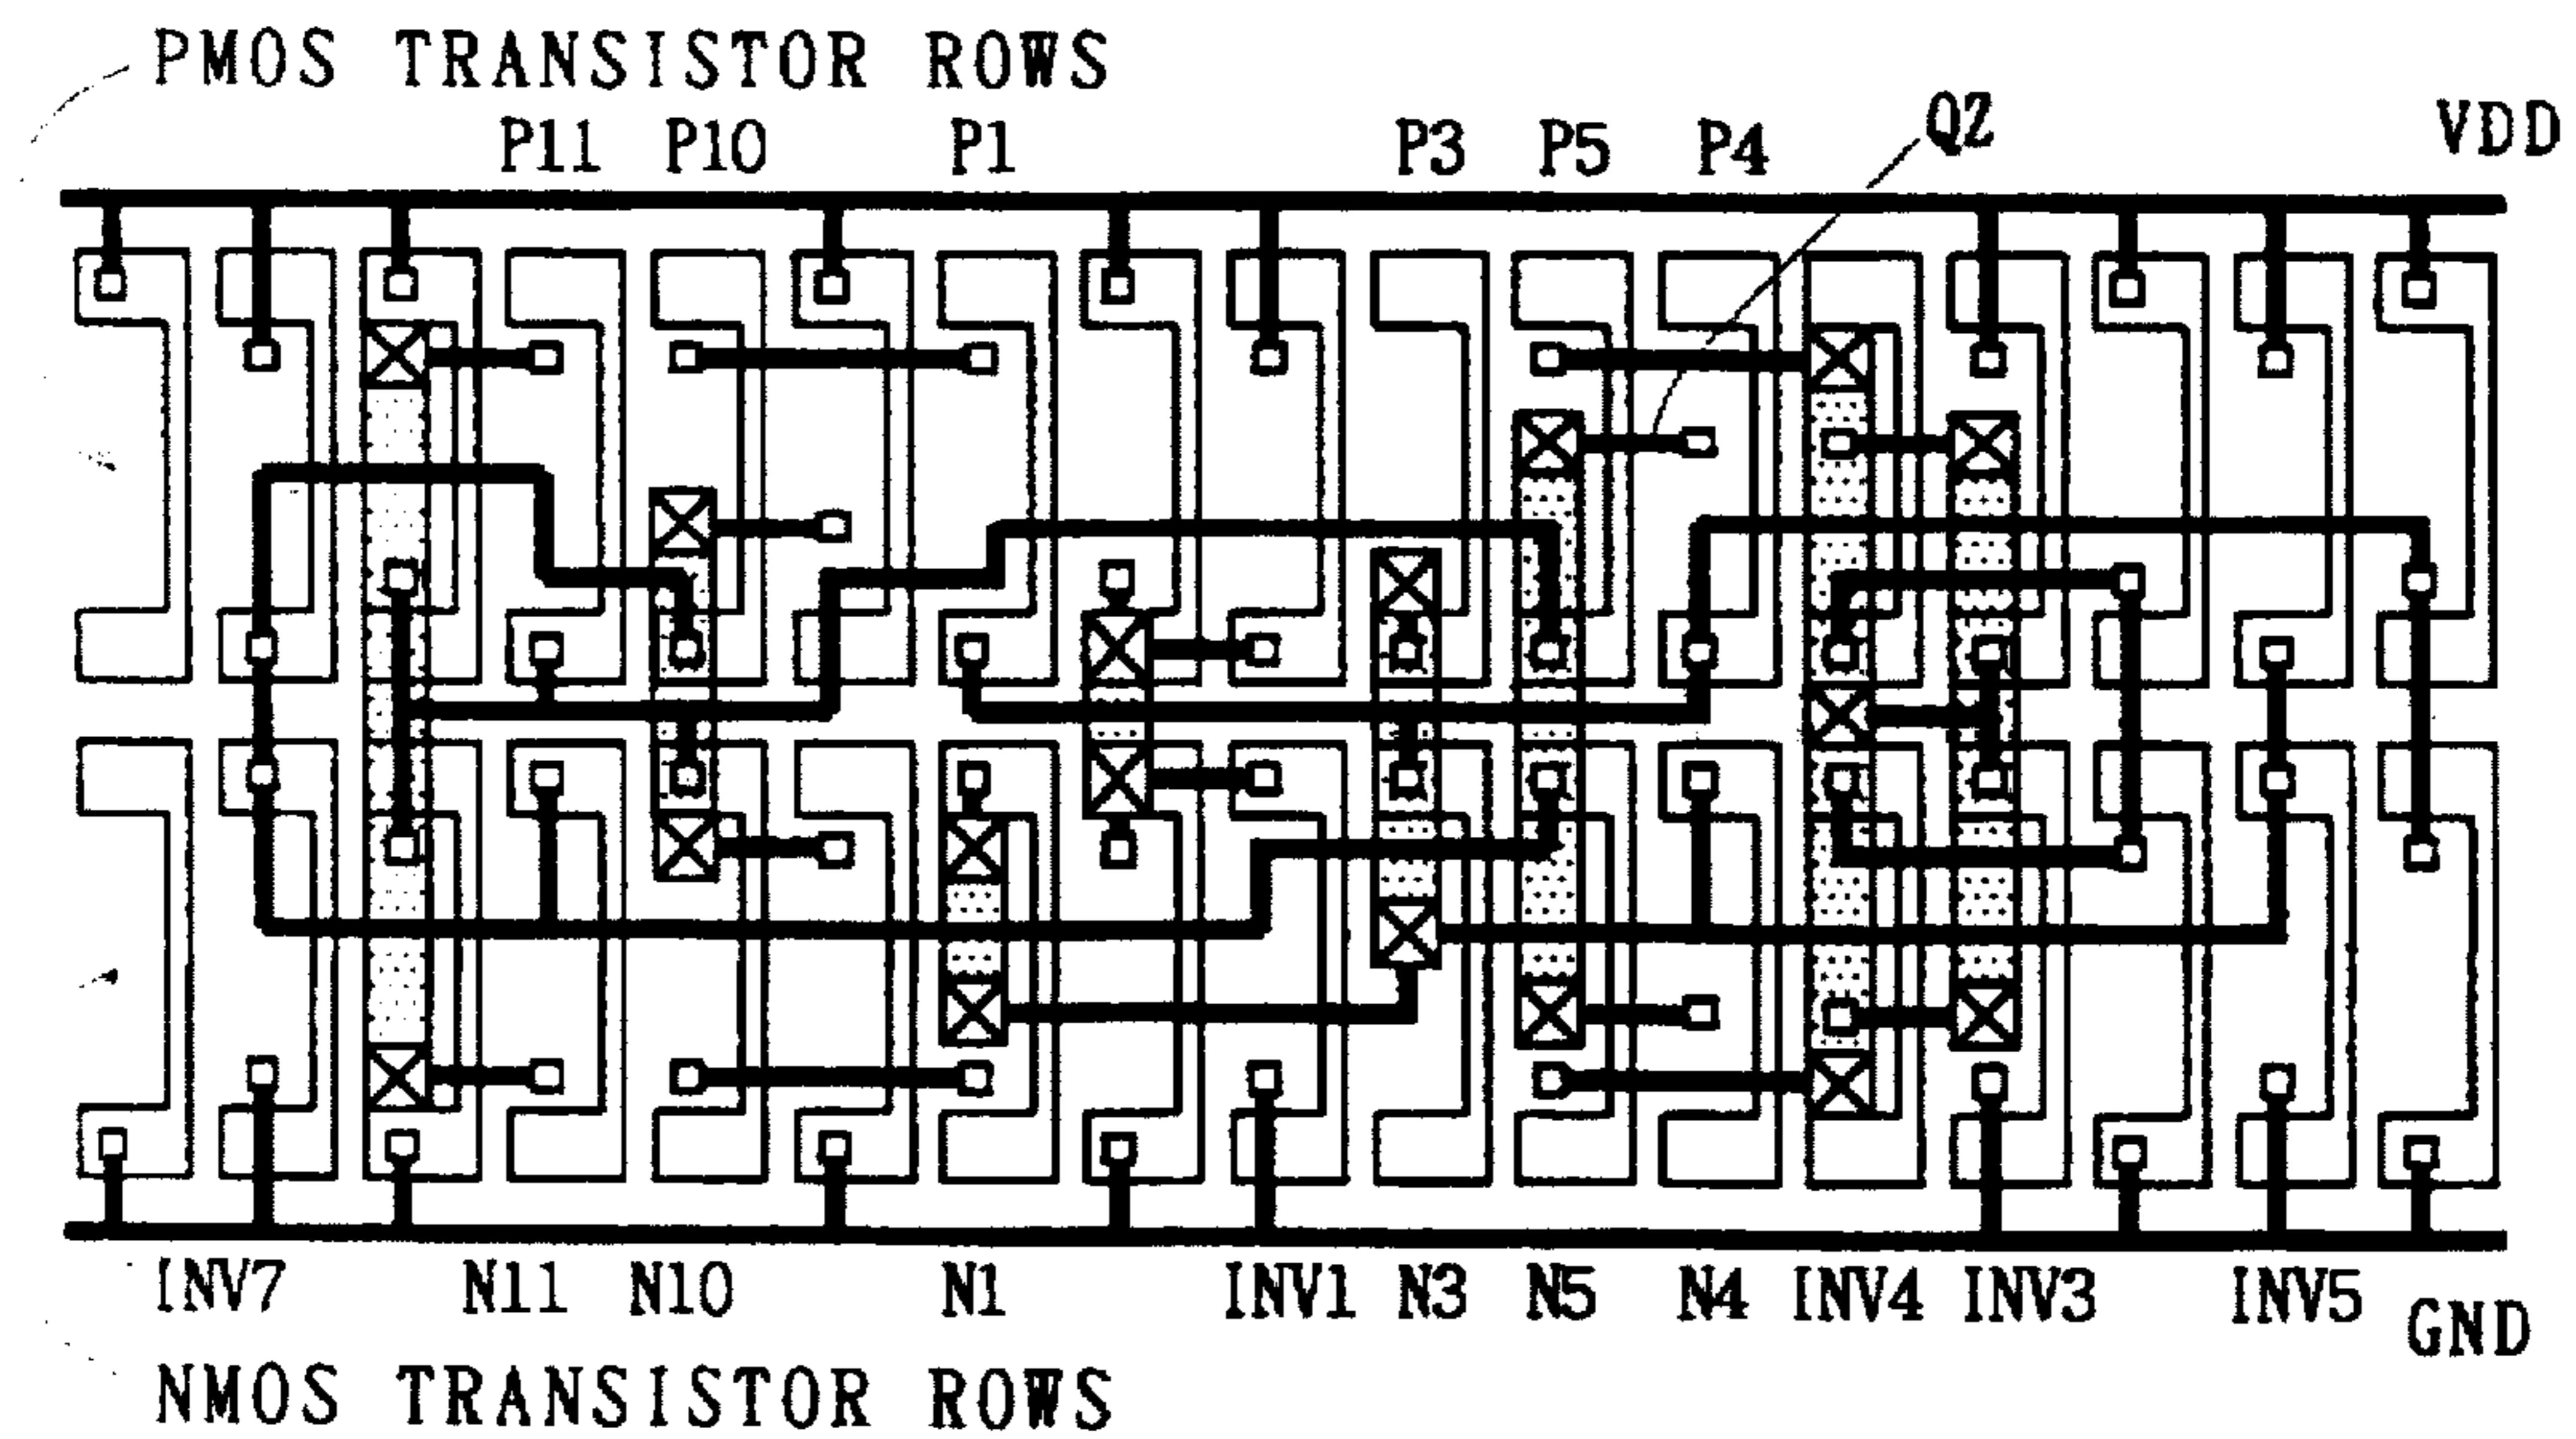 PMOS TRANSISTOR ROWS
P11 P10 P1 P3 P5 P4 Q2 VDD
INV7 N11 N10 N1 INV1 N3 N5 N4 INV4 INV3 INV5 GND
NMOS TRANSISTOR ROWS